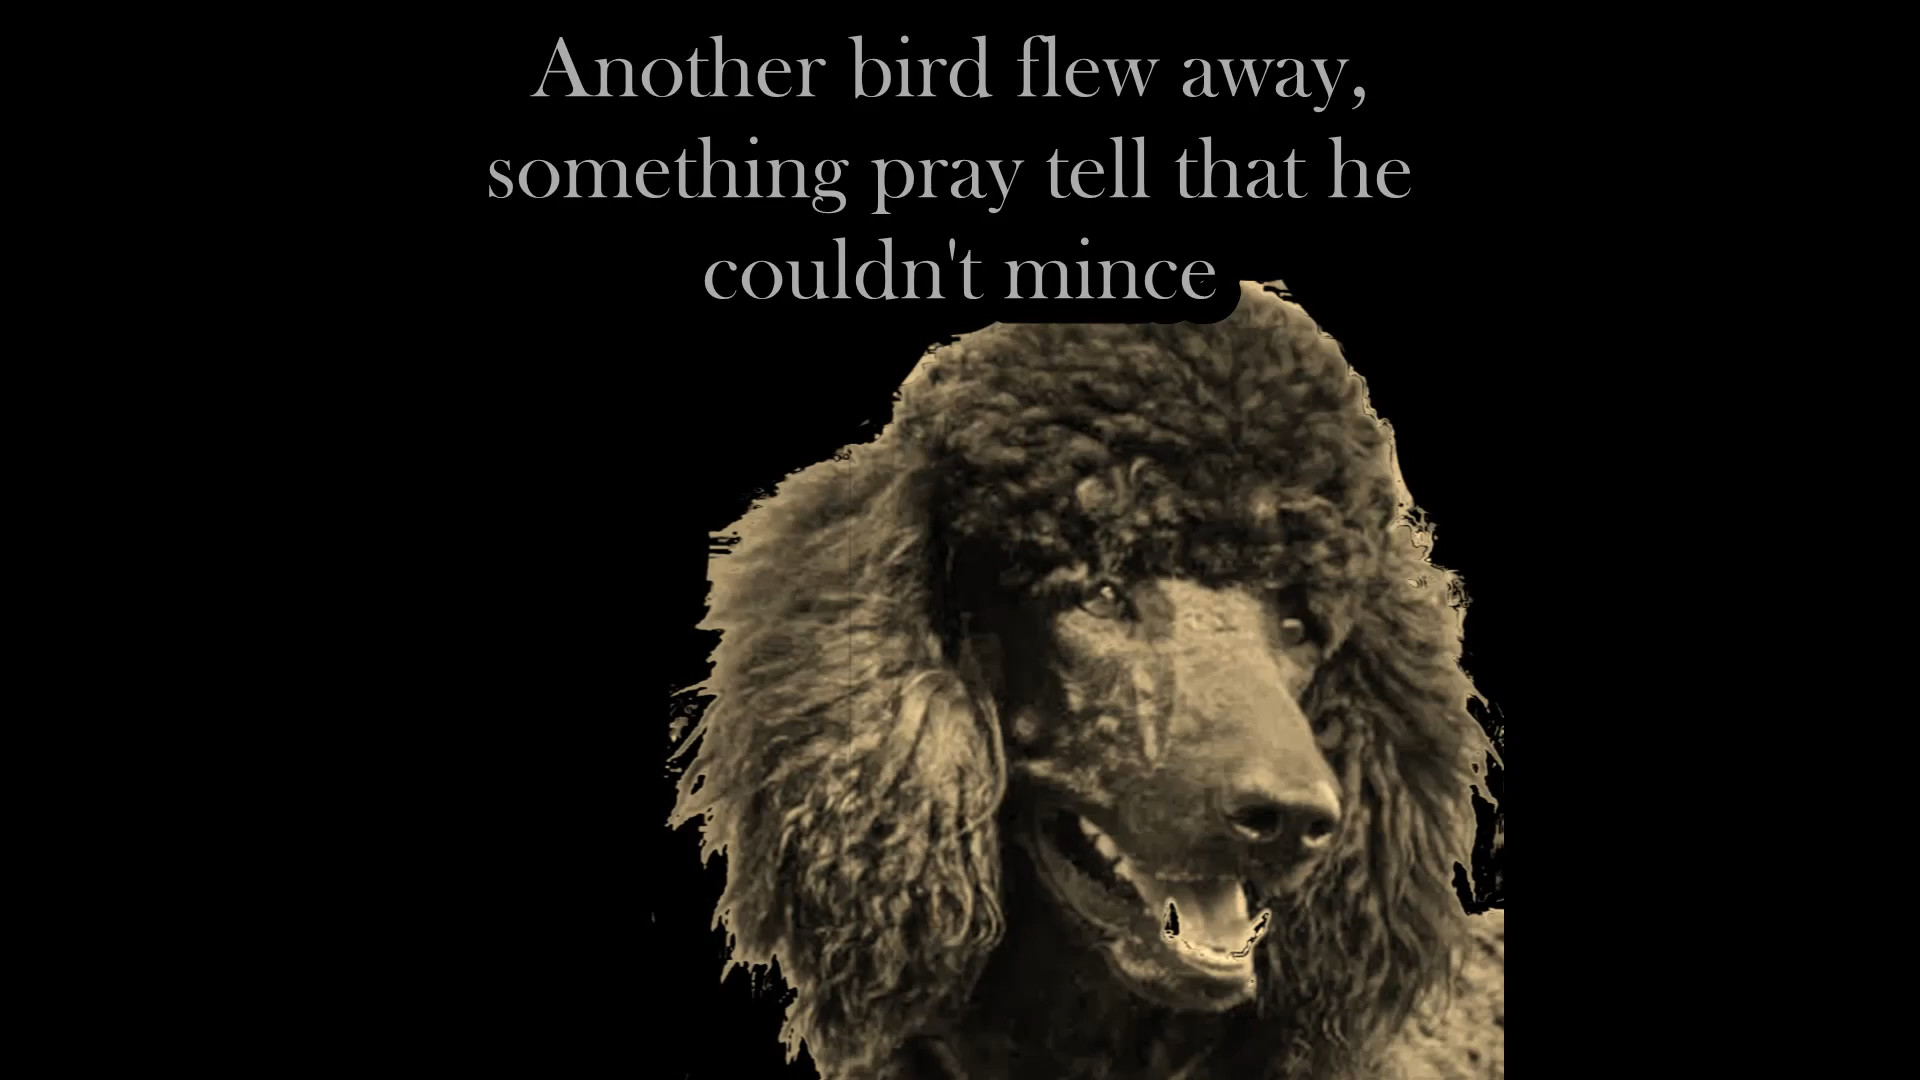 Another bird flew away,
something pray tell that he
couldn't mince